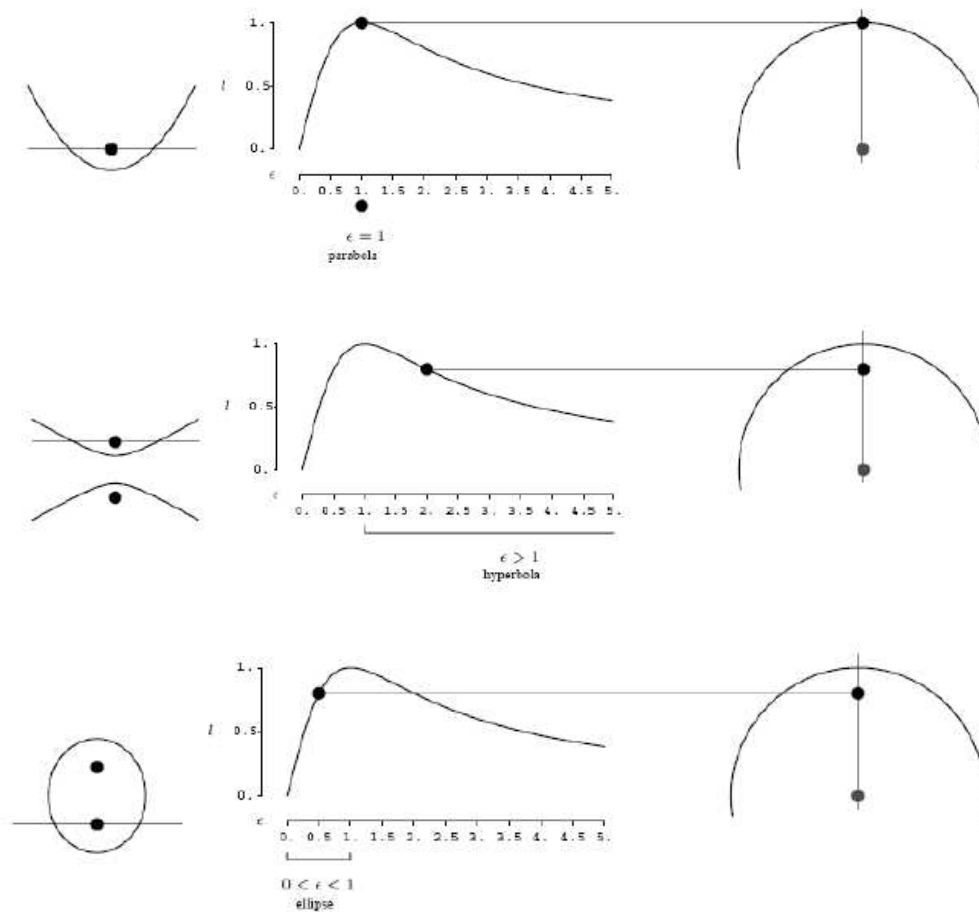 1.
l 0.5
0.
ϵ
0. 0.5 1. 1.5 2. 2.5 3. 3.5 4. 4.5 5.
ϵ = 1
parabola
1.
l 0.5
0.
ϵ
0. 0.5 1. 1.5 2. 2.5 3. 3.5 4. 4.5 5.
ϵ > 1
hyperbola
1.
l 0.5
0.
ϵ
0. 0.5 1. 1.5 2. 2.5 3. 3.5 4. 4.5 5.
0 < ϵ < 1
ellipse